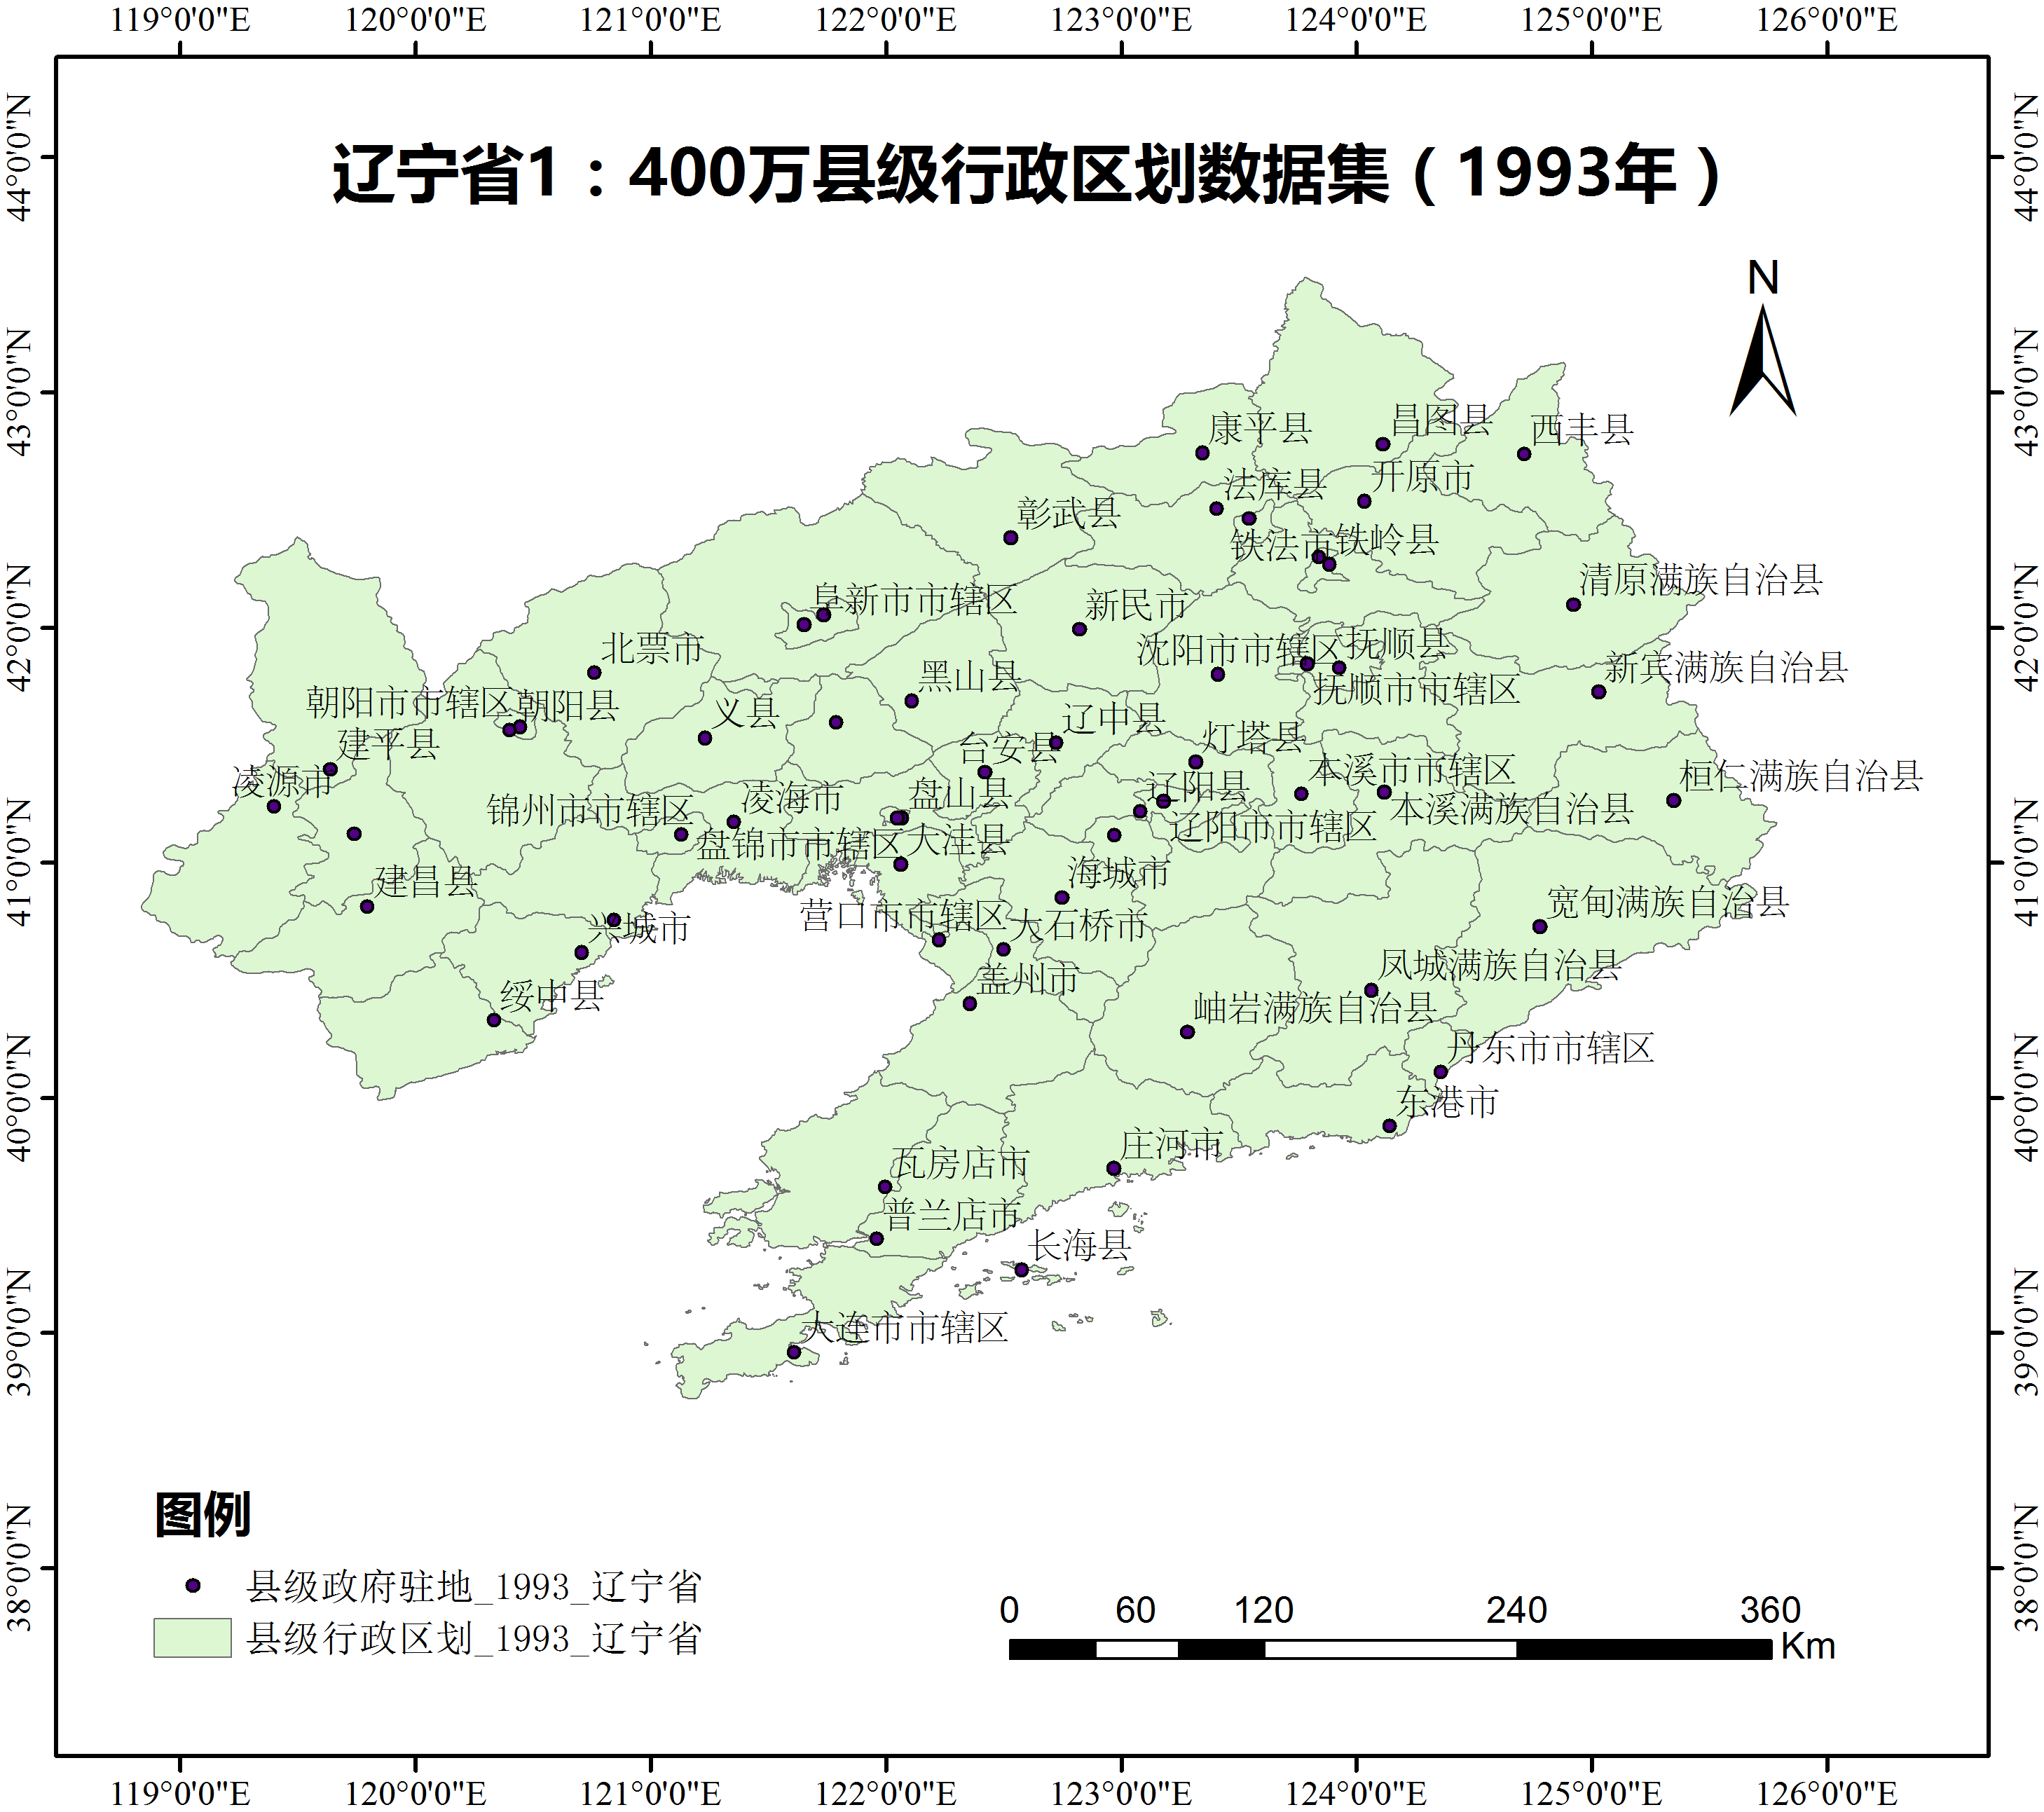 119°0'0"E 120°0'0"E 121°0'0"E 122°0'0"E 123°0'0"E 124°0'0"E 125°0'0"E 126°0'0"E
44°0'0"N
43°0'0"N
42°0'0"N
41°0'0"N
40°0'0"N
39°0'0"N
38°0'0"N
44°0'0"N
43°0'0"N
42°0'0"N
41°0'0"N
40°0'0"N
39°0'0"N
38°0'0"N
辽宁省1：400万县级行政区划数据集（1993年）
N
康平县
昌图县
西丰县
法库县
开原市
彰武县
铁法市
铁岭县
清原满族自治县
阜新市市辖区
新民市
北票市
沈阳市市辖区
抚顺县
黑山县
新宾满族自治县
抚顺市市辖区
朝阳市市辖区
朝阳县
义县
辽中县
建平县
台安县
灯塔县
凌源市
本溪市市辖区
桓仁满族自治县
锦州市市辖区
凌海市
盘山县
辽阳县
本溪满族自治县
盘锦市市辖区
大洼县
辽阳市市辖区
建昌县
海城市
宽甸满族自治县
兴城市
营口市市辖区
大石桥市
凤城满族自治县
盖州市
绥中县
岫岩满族自治县
丹东市市辖区
东港市
庄河市
瓦房店市
普兰店市
长海县
大连市市辖区
图例
县级政府驻地_1993_辽宁省
县级行政区划_1993_辽宁省
0 60 120 240 360
Km
119°0'0"E 120°0'0"E 121°0'0"E 122°0'0"E 123°0'0"E 124°0'0"E 125°0'0"E 126°0'0"E